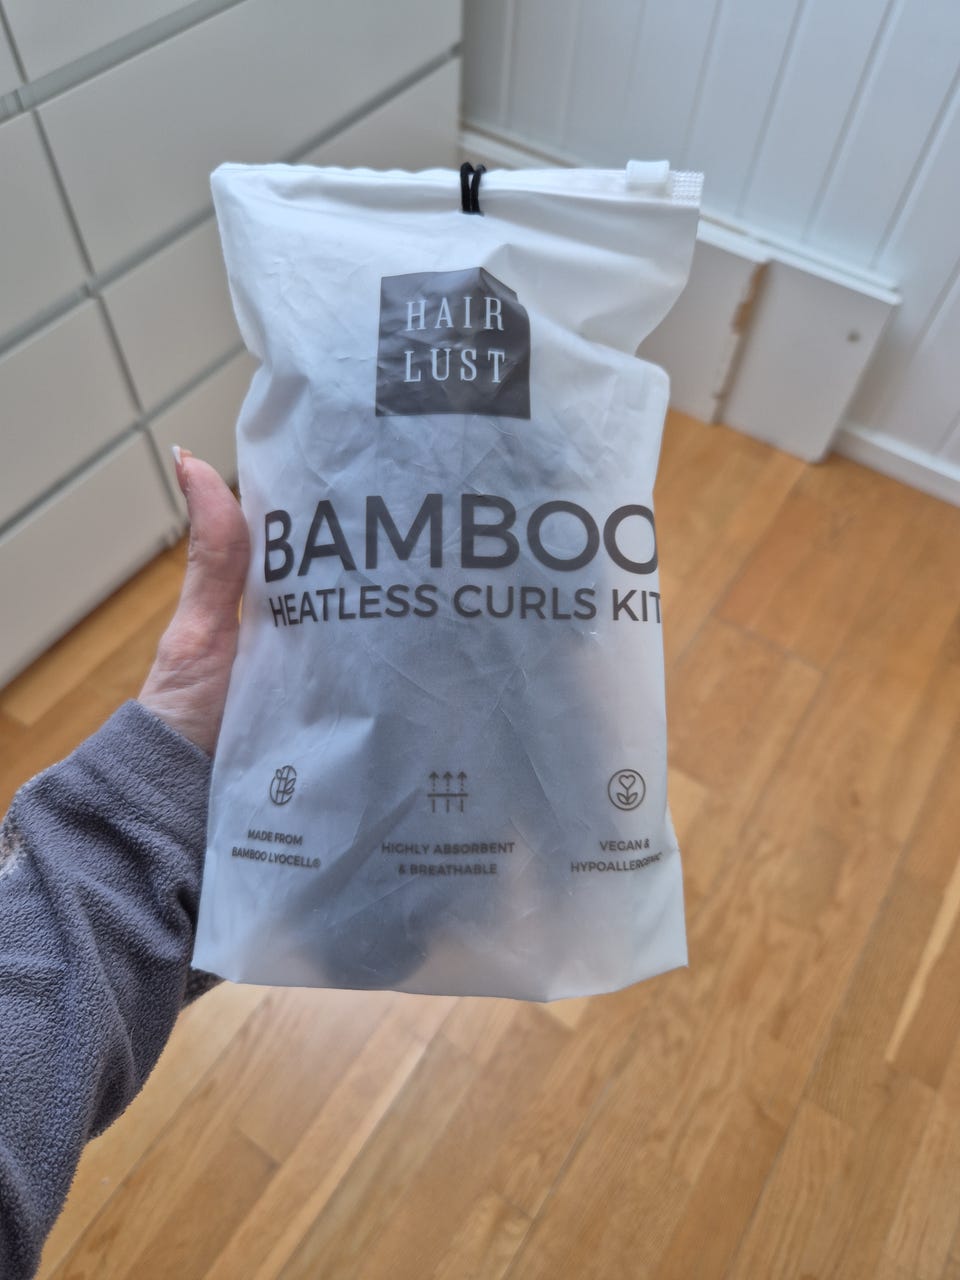 HAIR
LUST
BAMBOO
HEATLESS CURLS KIT
MADE FROM
BAMBOO LYOCELL®
HIGHLY ABSORBENT
& BREATHABLE
VEGAN &
HYPOALLERGENIC